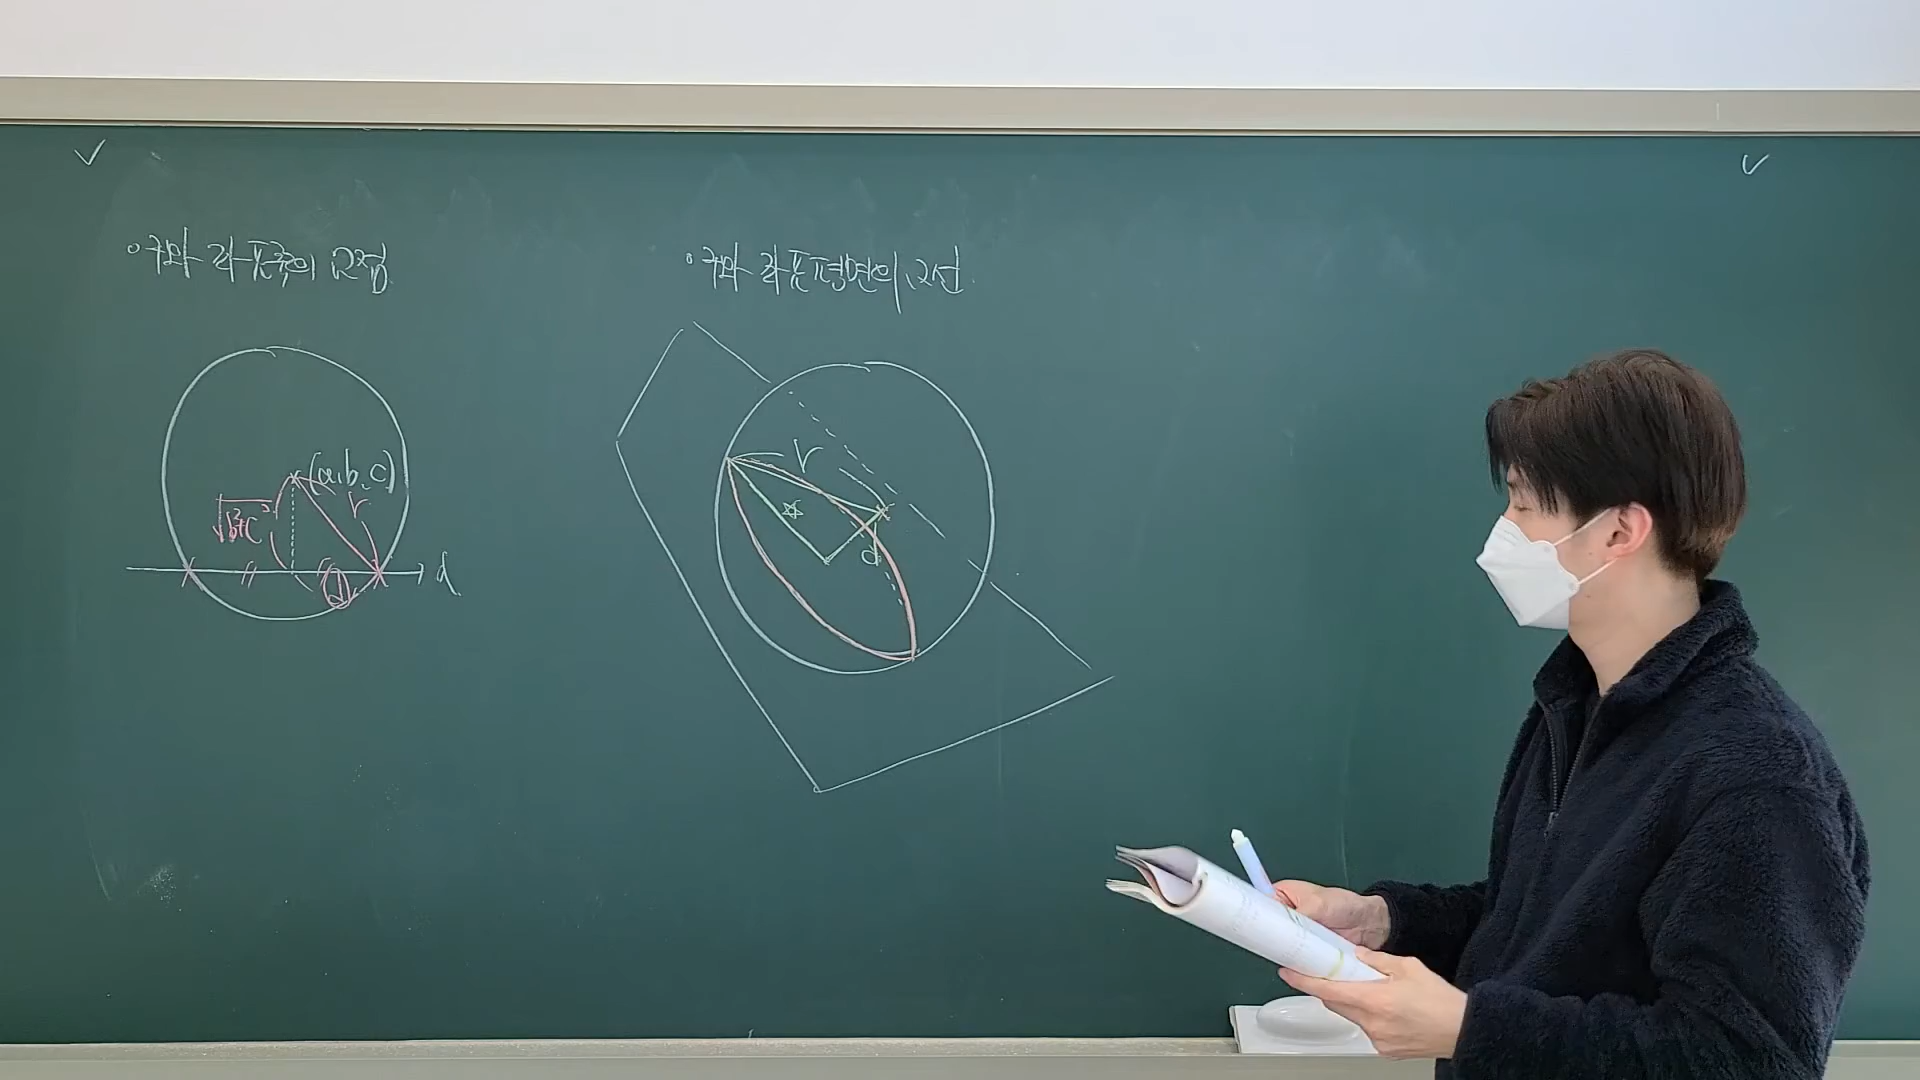 구와 좌표축의 교점
구와 좌표평면의 교선
(a, b, c)
r
√b²+c²
d
r
☆
d